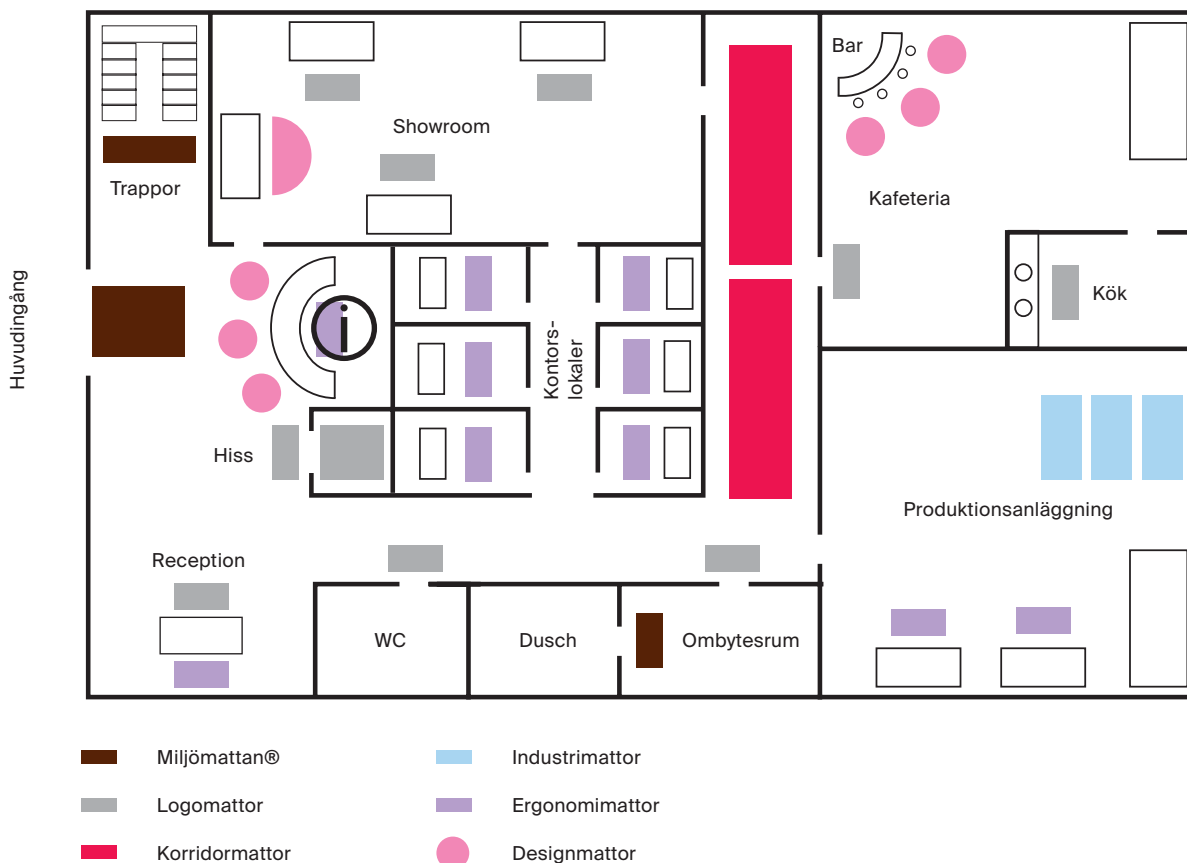 Bar
Showroom
Trappor
Kafeteria
Huvudingång
i
Kök
Kontors-
lokaler
Hiss
Produktionsanläggning
Reception
WC
Dusch
Ombytesrum
Miljömattan®
Industrimattor
Logomattor
Ergonomimattor
Korridormattor
Designmattor